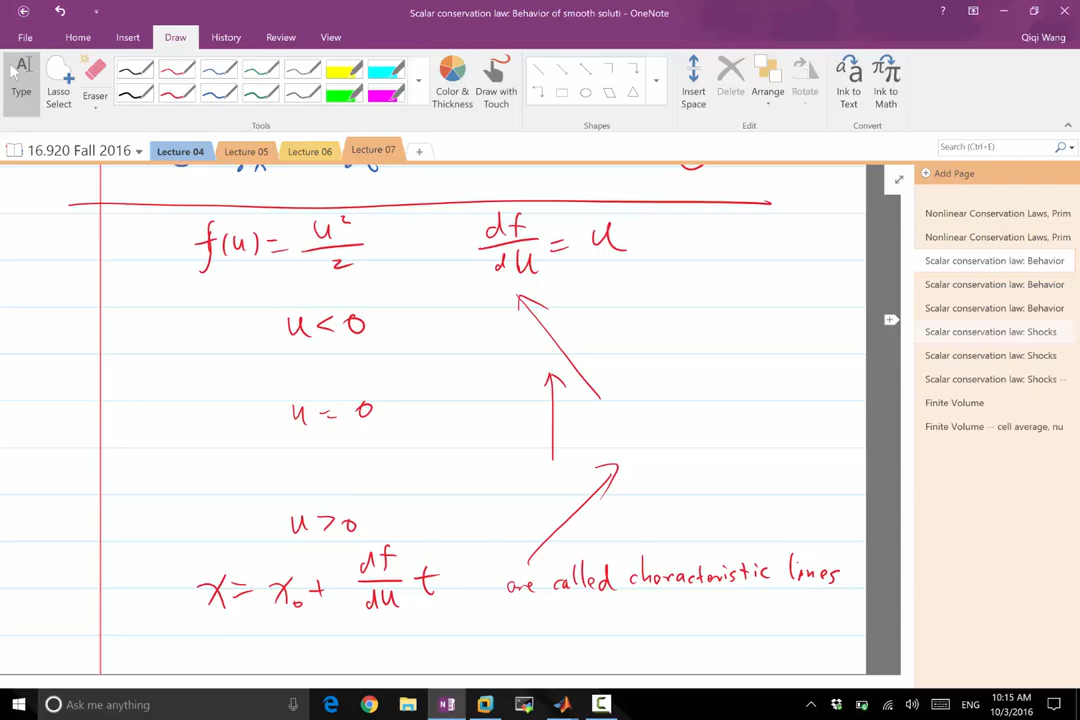 Scalar conservation law: Behavior of smooth soluti - OneNote
File Home Insert Draw History Review View Qiqi Wang
Type Lasso Select Eraser Color & Thickness Draw with Touch Insert Space Delete Arrange Rotate Ink to Text Ink to Math
Tools Shapes Edit Convert
16.920 Fall 2016 Lecture 04 Lecture 05 Lecture 06 Lecture 07 Search (Ctrl+E)
Add Page
Nonlinear Conservation Laws, Prim
Nonlinear Conservation Laws, Prim
Scalar conservation law: Behavior
Scalar conservation law: Behavior
Scalar conservation law: Behavior
Scalar conservation law: Shocks
Scalar conservation law: Shocks
Scalar conservation law: Shocks --
Finite Volume
Finite Volume -- cell average, nu
f(u) = u²/2 df/du = u
u < 0
u = 0
u > 0
x = x₀ + df/du t are called characteristic lines
Ask me anything ENG 10:15 AM
10/3/2016